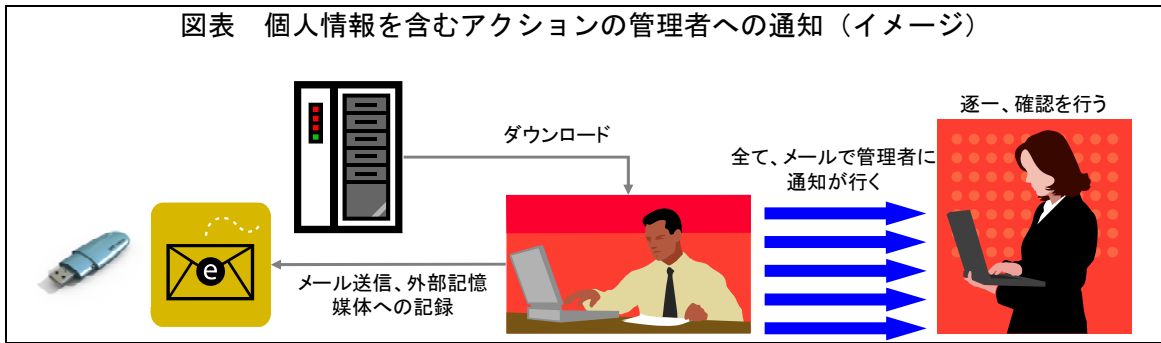 図表　個人情報を含むアクションの管理者への通知（イメージ）
逐一、確認を行う
ダウンロード
全て、メールで管理者に
通知が行く
e
メール送信、外部記憶
媒体への記録